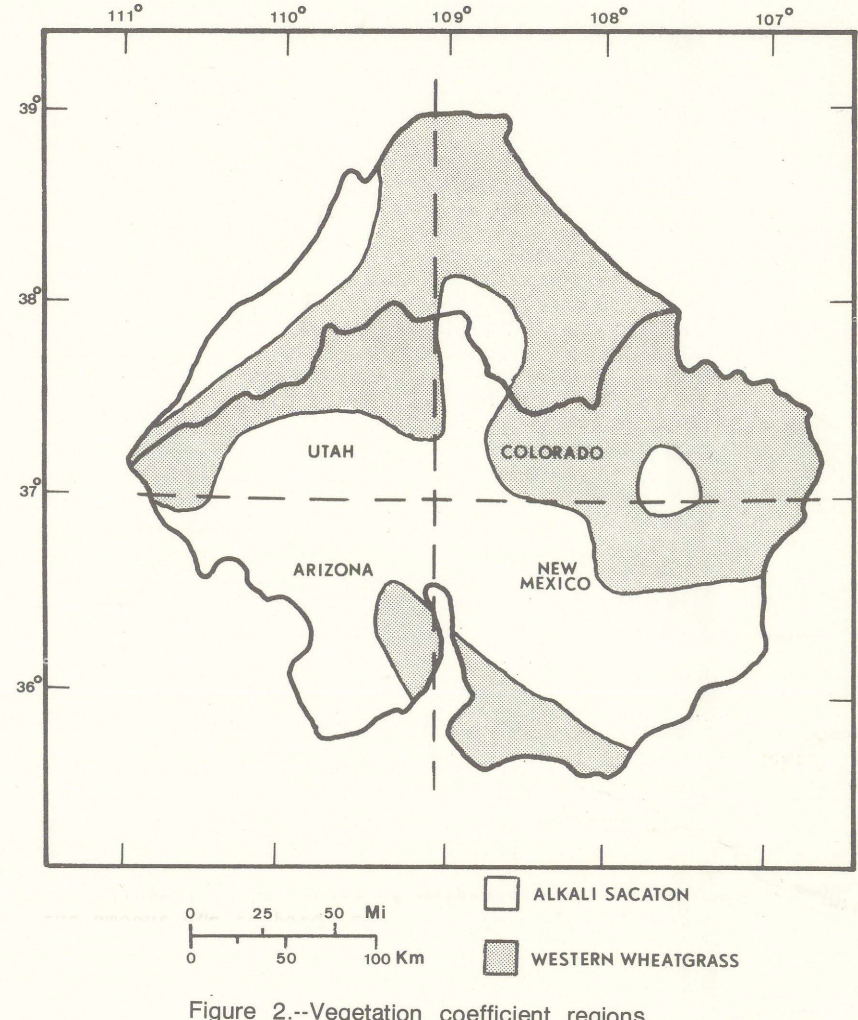 111° 110° 109° 108° 107°
39°
38°
37°
36°
UTAH
COLORADO
ARIZONA
NEW
MEXICO
ALKALI SACATON
WESTERN WHEATGRASS
0 25 50 Mi
0 50 100 Km
Figure 2.--Vegetation coefficient regions